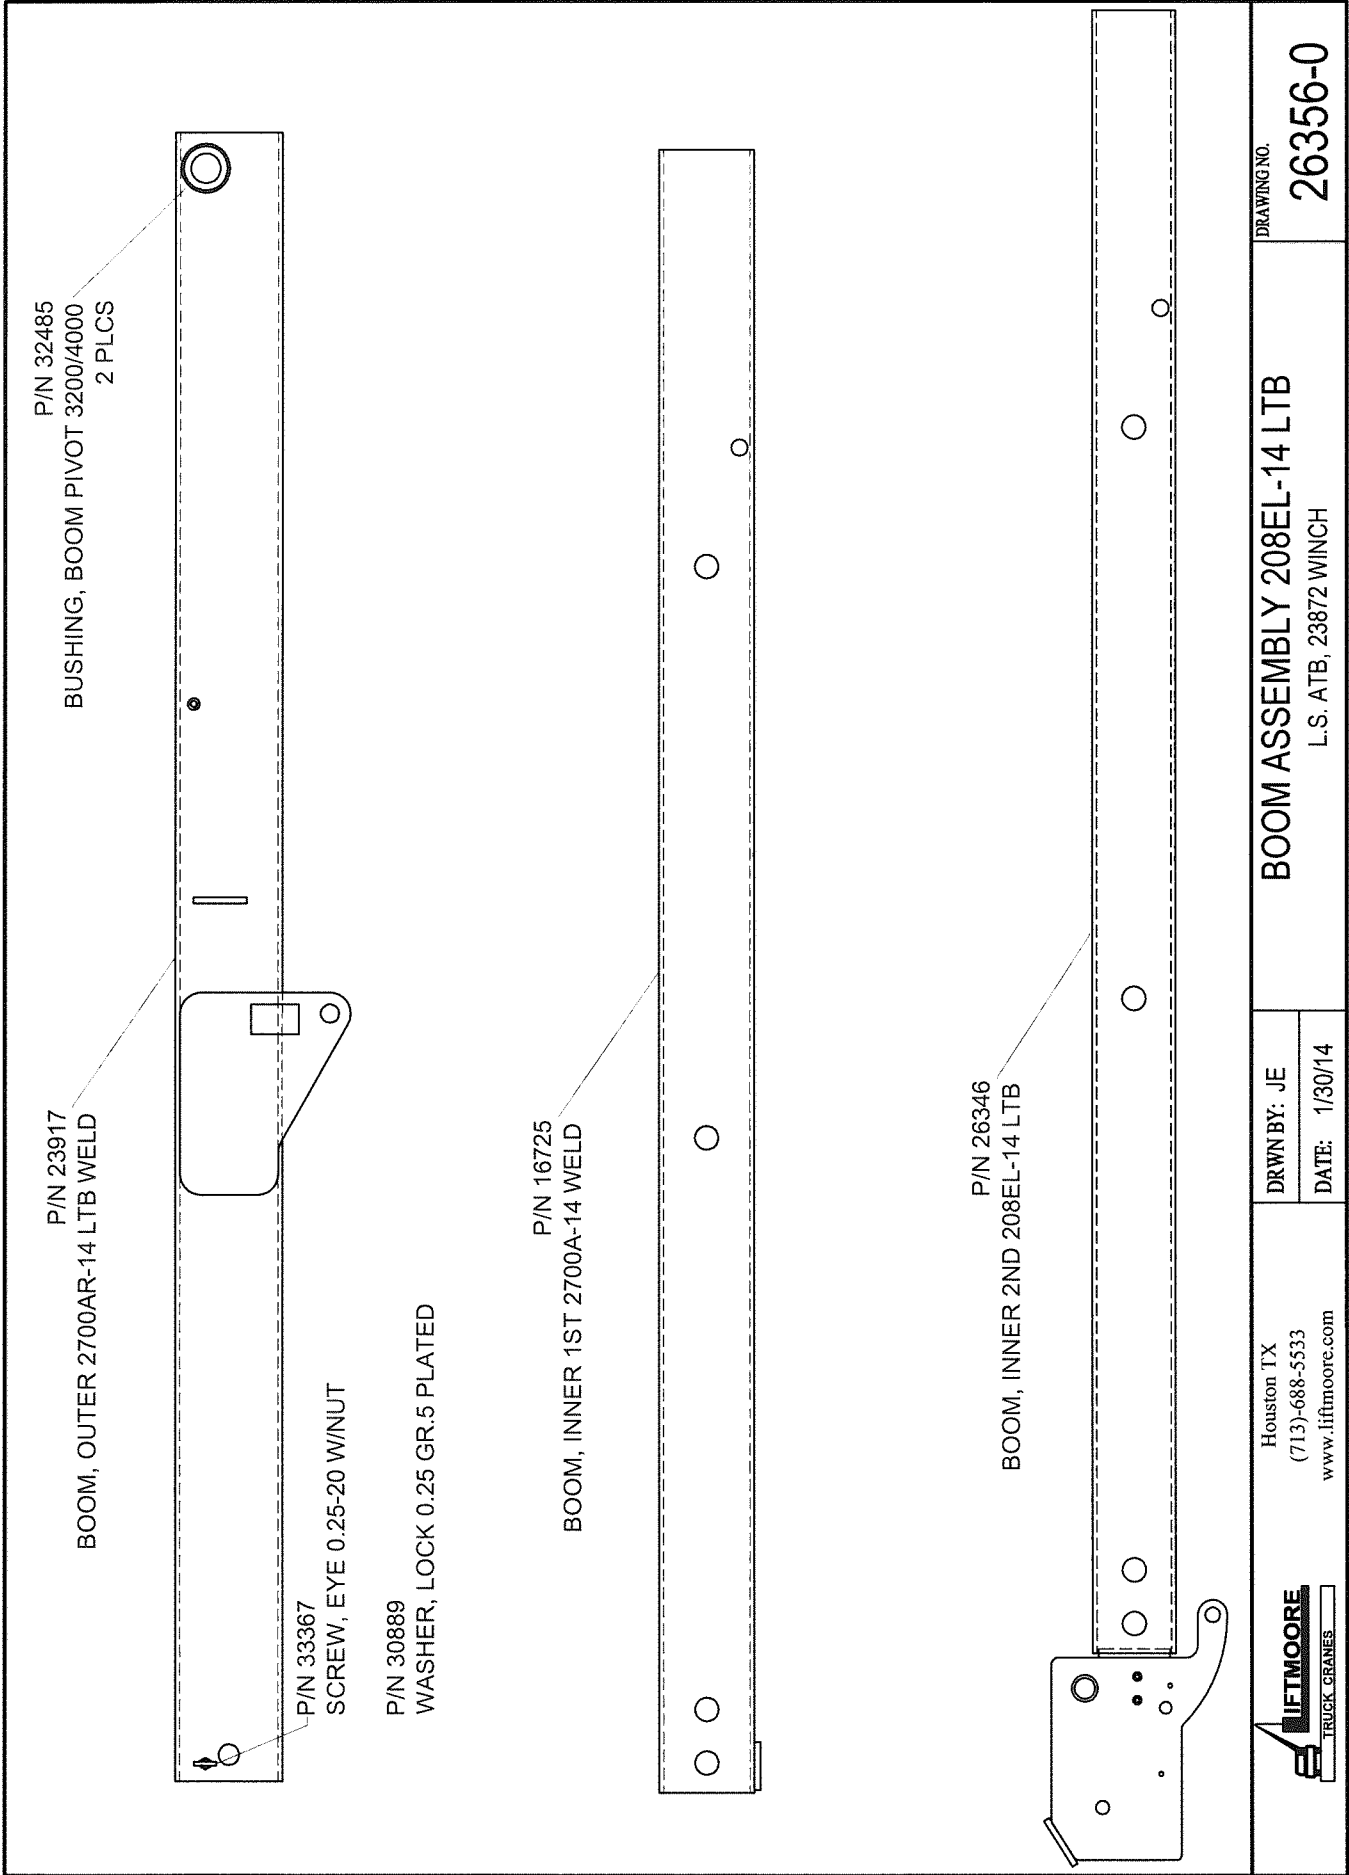 P/N 32485
BUSHING, BOOM PIVOT 3200/4000
2 PLCS
P/N 23917
BOOM, OUTER 2700AR-14 LTB WELD
P/N 33367
SCREW, EYE 0.25-20 W/NUT
P/N 30889
WASHER, LOCK 0.25 GR.5 PLATED
P/N 16725
BOOM, INNER 1ST 2700A-14 WELD
P/N 26346
BOOM, INNER 2ND 208EL-14 LTB
IFTMOORE
TRUCK CRANES
Houston TX
(713)-688-5533
www.liftmoore.com
DRWN BY: JE
DATE: 1/30/14
BOOM ASSEMBLY 208EL-14 LTB
L.S. ATB, 23872 WINCH
DRAWING NO.
26356-0